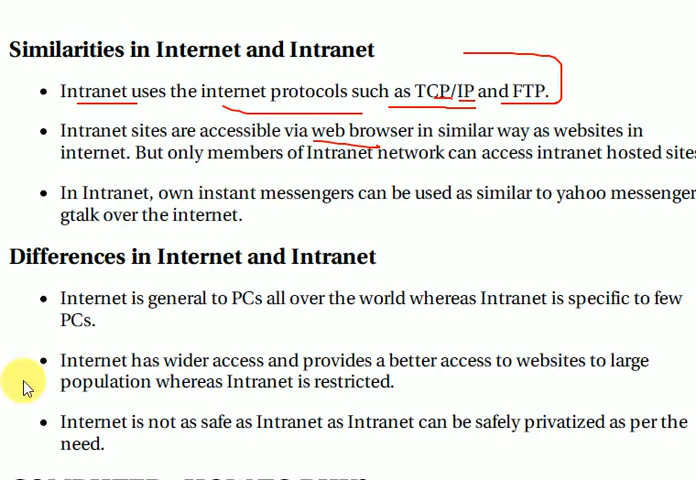 Similarities in Internet and Intranet
• Intranet uses the internet protocols such as TCP/IP and FTP.
• Intranet sites are accessible via web browser in similar way as websites in
internet. But only members of Intranet network can access intranet hosted sites
• In Intranet, own instant messengers can be used as similar to yahoo messenger
gtalk over the internet.
Differences in Internet and Intranet
• Internet is general to PCs all over the world whereas Intranet is specific to few
PCs.
• Internet has wider access and provides a better access to websites to large
population whereas Intranet is restricted.
• Internet is not as safe as Intranet as Intranet can be safely privatized as per the
need.